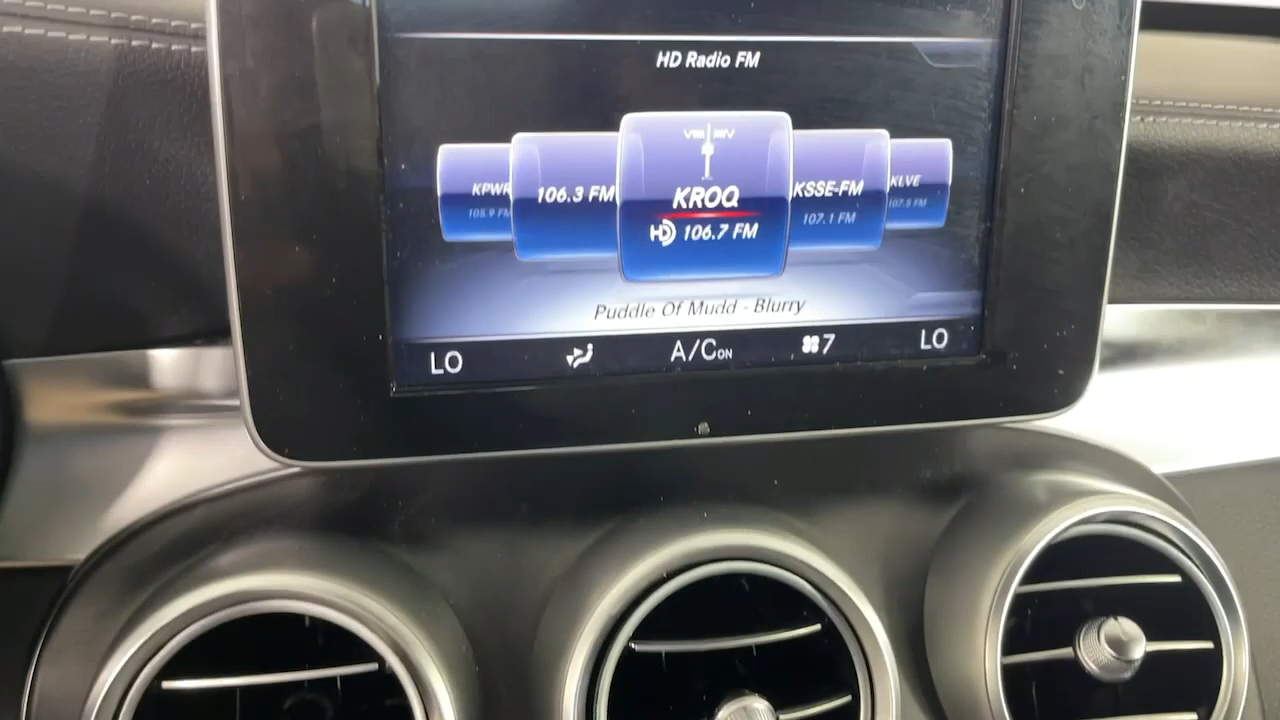 HD Radio FM
KPWR
105.9 FM
106.3 FM
KROQ
HD 106.7 FM
KSSE-FM
107.1 FM
KLVE
107.5 FM
Puddle Of Mudd - Blurry
LO
A/C ON
7
LO